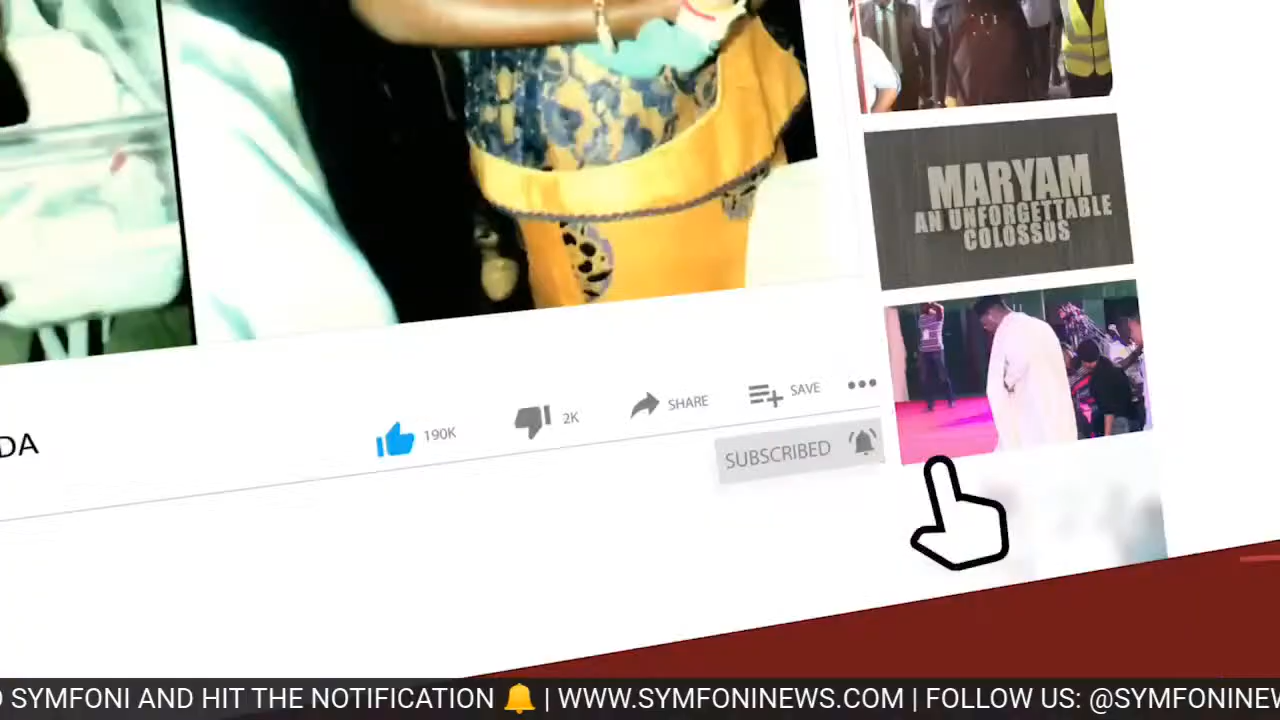 MARYAM
AN UNFORGETTABLE
COLOSSUS
DA
190K
2K
SHARE
SAVE
SUBSCRIBED
SYMFONI AND HIT THE NOTIFICATION 🔔 | WWW.SYMFONINEWS.COM | FOLLOW US: @SYMFONINEW